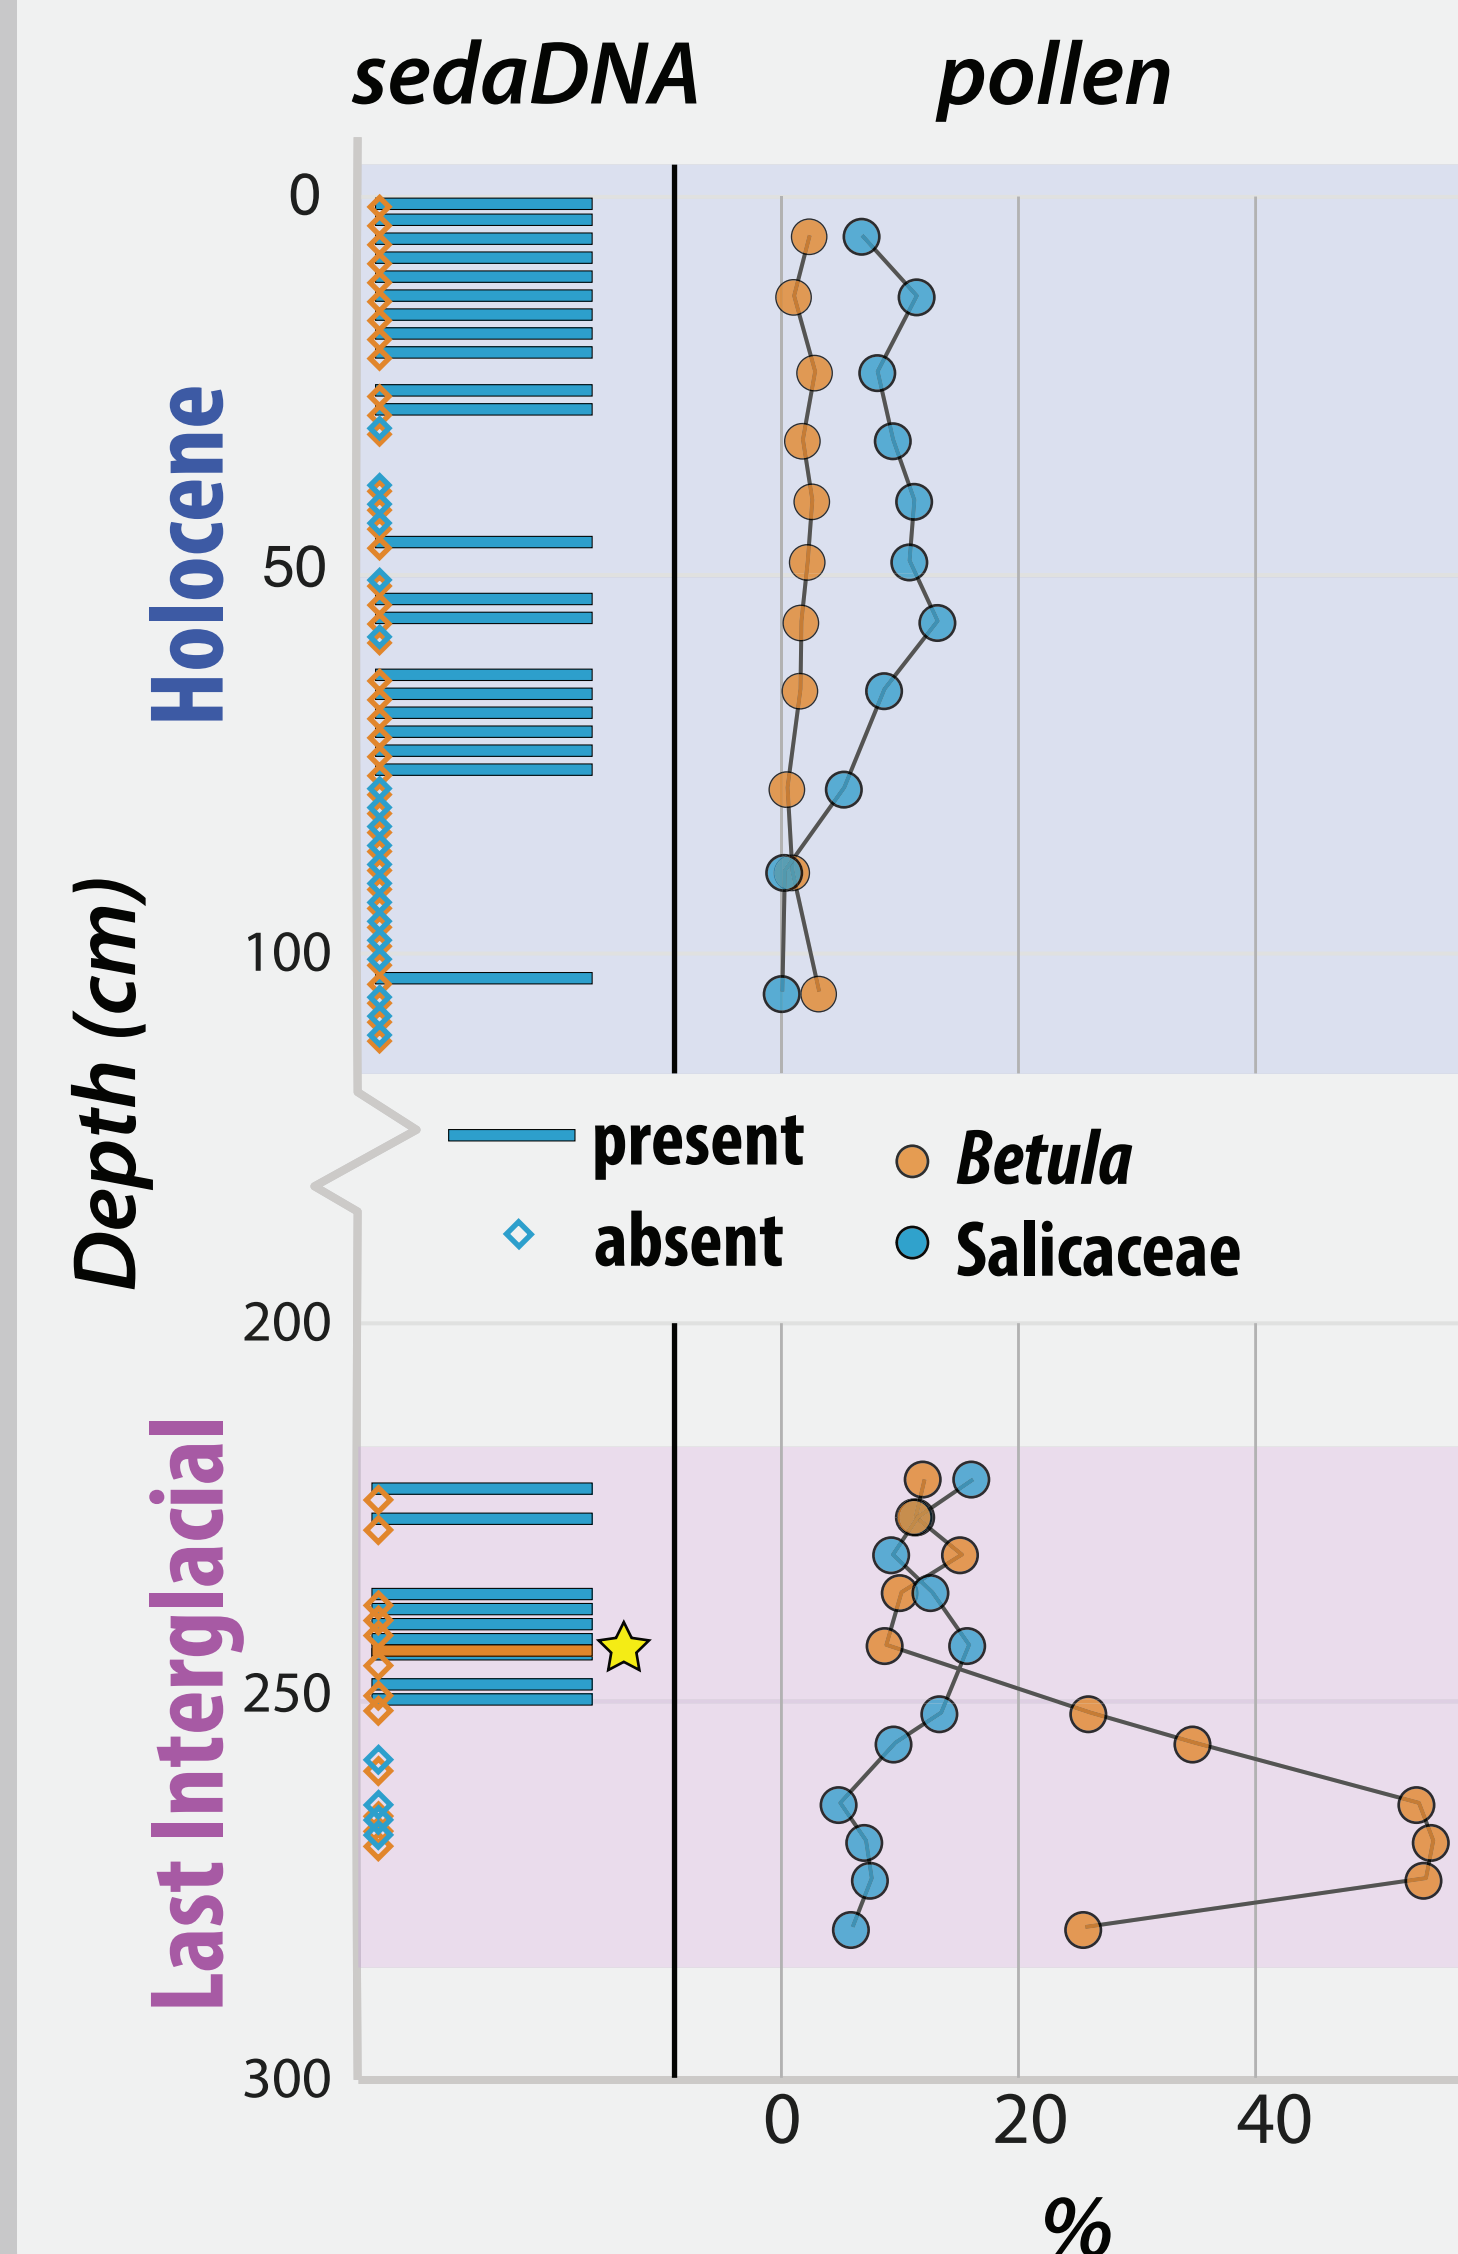 sedaDNA
pollen
0
Holocene
50
Depth (cm)
100
present
Betula
absent
Salicaceae
200
Last Interglacial
250
300
0
20
40
%